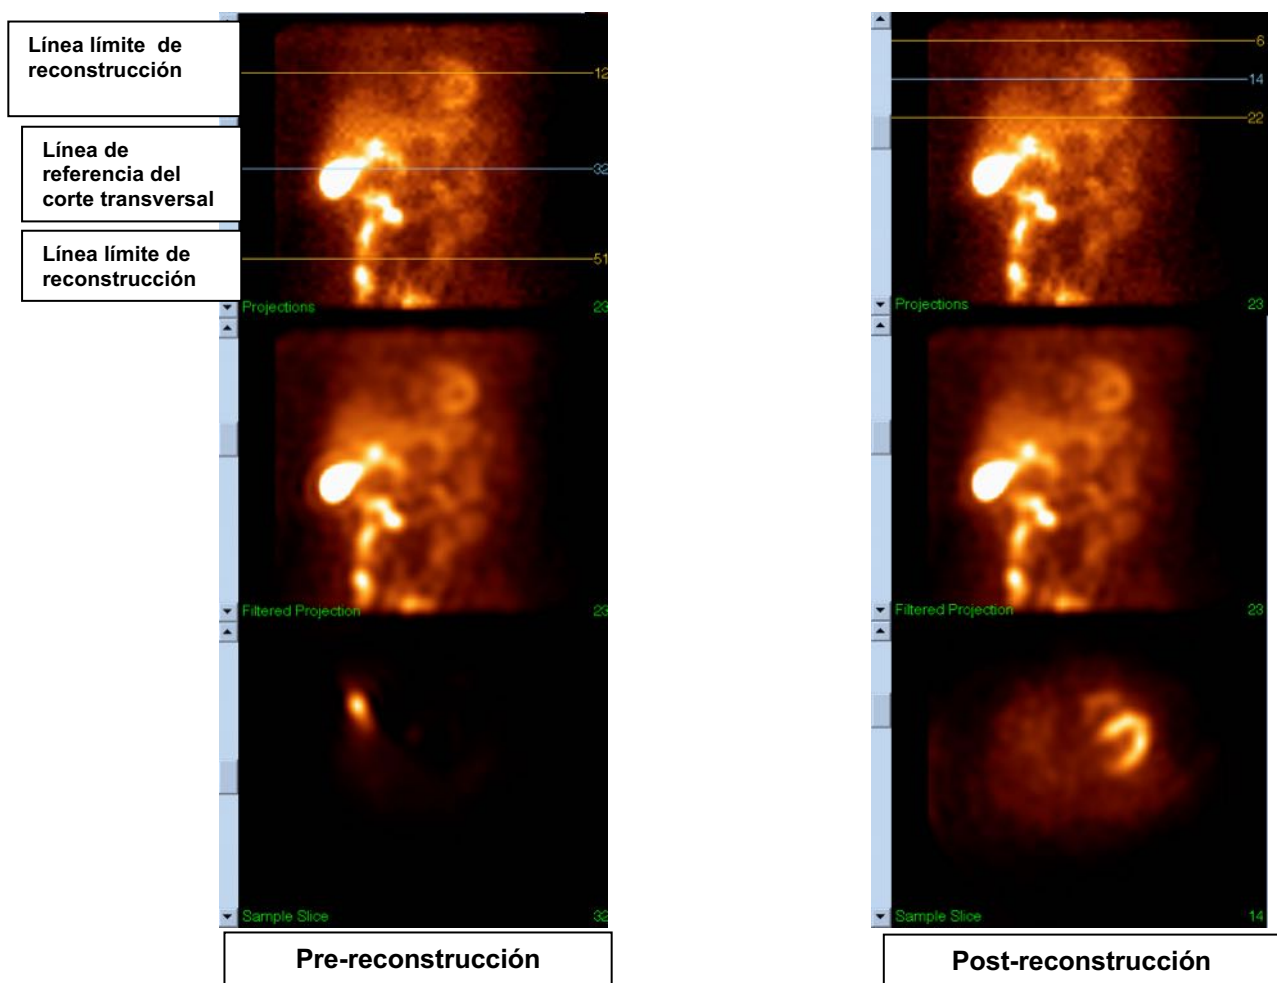 Línea límite de
reconstrucción
12
Línea de
referencia del
corte transversal
32
Línea límite de
reconstrucción
51
Projections 23
Filtered Projection 23
Sample Slice 32
Pre-reconstrucción
6
14
22
Projections 23
Filtered Projection 23
Sample Slice 14
Post-reconstrucción